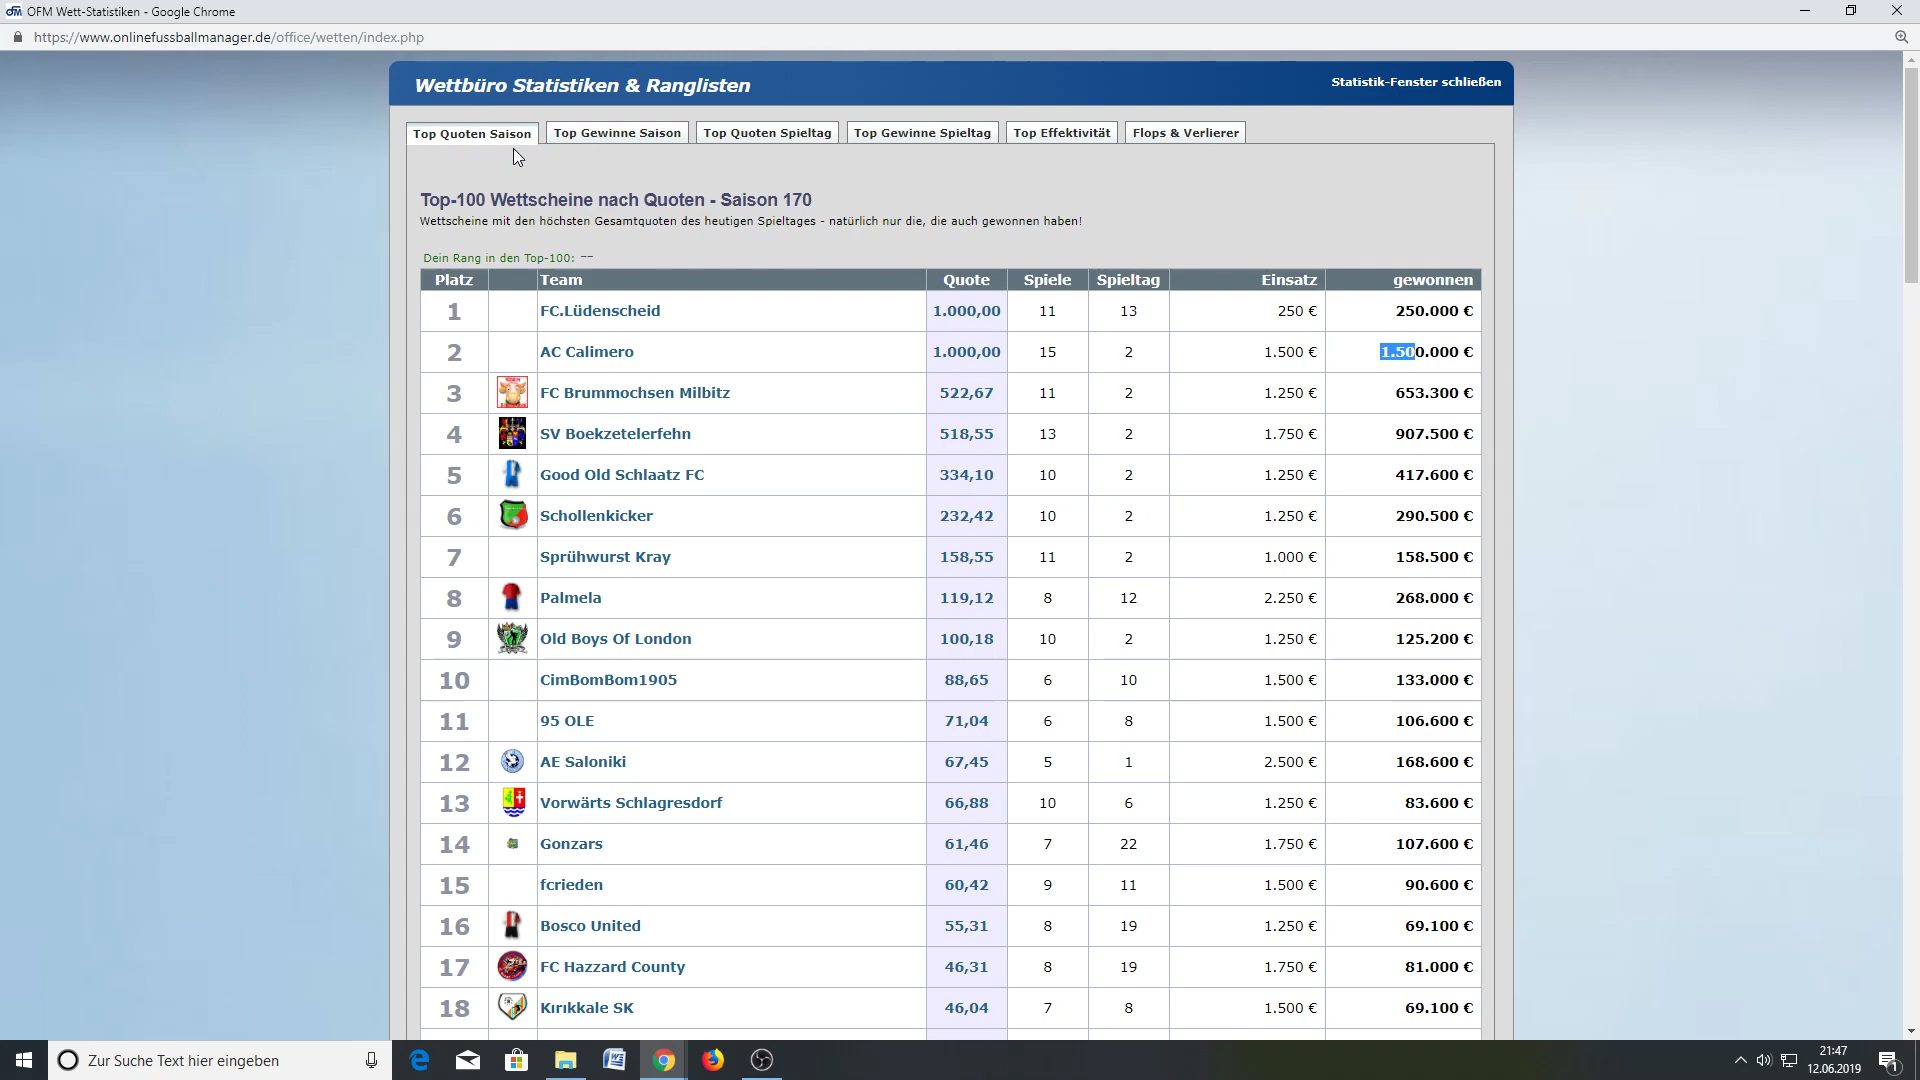 OFM Wett-Statistiken - Google Chrome
https://www.onlinefussballmanager.de/office/wetten/index.php
Wettbüro Statistiken & Ranglisten
Statistik-Fenster schließen
Top Quoten Saison Top Gewinne Saison Top Quoten Spieltag Top Gewinne Spieltag Top Effektivität Flops & Verlierer
Top-100 Wettscheine nach Quoten - Saison 170
Wettscheine mit den höchsten Gesamtquoten des heutigen Spieltages - natürlich nur die, die auch gewonnen haben!
Dein Rang in den Top-100: --
Platz Team Quote Spiele Spieltag Einsatz gewonnen
1 FC.Lüdenscheid 1.000,00 11 13 250 € 250.000 €
2 AC Calimero 1.000,00 15 2 1.500 € 1.500.000 €
3 FC Brummochsen Milbitz 522,67 11 2 1.250 € 653.300 €
4 SV Boekzetelerfehn 518,55 13 2 1.750 € 907.500 €
5 Good Old Schlaatz FC 334,10 10 2 1.250 € 417.600 €
6 Schollenkicker 232,42 10 2 1.250 € 290.500 €
7 Sprühwurst Kray 158,55 11 2 1.000 € 158.500 €
8 Palmela 119,12 8 12 2.250 € 268.000 €
9 Old Boys Of London 100,18 10 2 1.250 € 125.200 €
10 CimBomBom1905 88,65 6 10 1.500 € 133.000 €
11 95 OLE 71,04 6 8 1.500 € 106.600 €
12 AE Saloniki 67,45 5 1 2.500 € 168.600 €
13 Vorwärts Schlagresdorf 66,88 10 6 1.250 € 83.600 €
14 Gonzars 61,46 7 22 1.750 € 107.600 €
15 fcrieden 60,42 9 11 1.500 € 90.600 €
16 Bosco United 55,31 8 19 1.250 € 69.100 €
17 FC Hazzard County 46,31 8 19 1.750 € 81.000 €
18 Kırıkkale SK 46,04 7 8 1.500 € 69.100 €
Zur Suche Text hier eingeben
21:47
12.06.2019
1